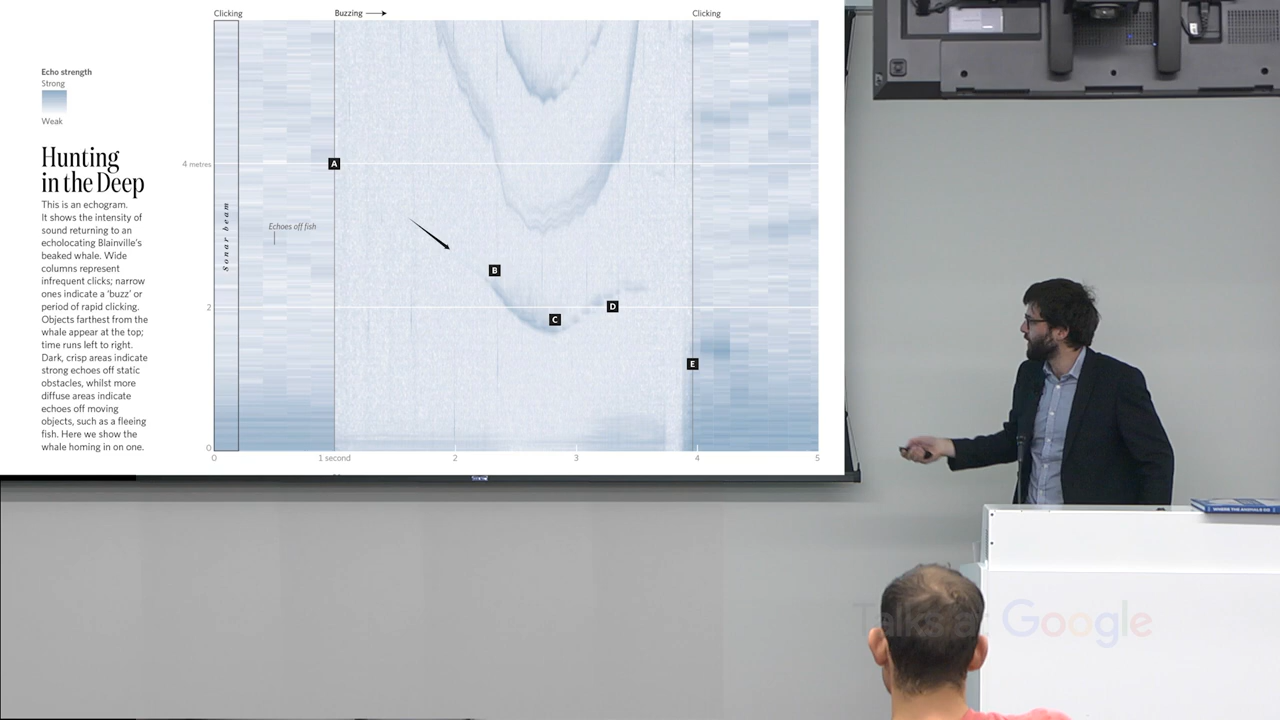 Clicking
Buzzing
Clicking
Echo strength
Strong
Weak
Hunting
in the Deep
This is an echogram.
It shows the intensity of
sound returning to an
echolocating Blainville's
beaked whale. Wide
columns represent
infrequent clicks; narrow
ones indicate a 'buzz' or
period of rapid clicking.
Objects farthest from the
whale appear at the top;
time runs left to right.
Dark, crisp areas indicate
strong echoes off static
obstacles, whilst more
diffuse areas indicate
echoes off moving
objects, such as a fleeing
fish. Here we show the
whale homing in on one.
4 metres
2
0
Sonar beam
Echoes off fish
A
B
C
D
E
0
1 second
2
3
4
5
WHERE THE ANIMALS GO
Talks at Google